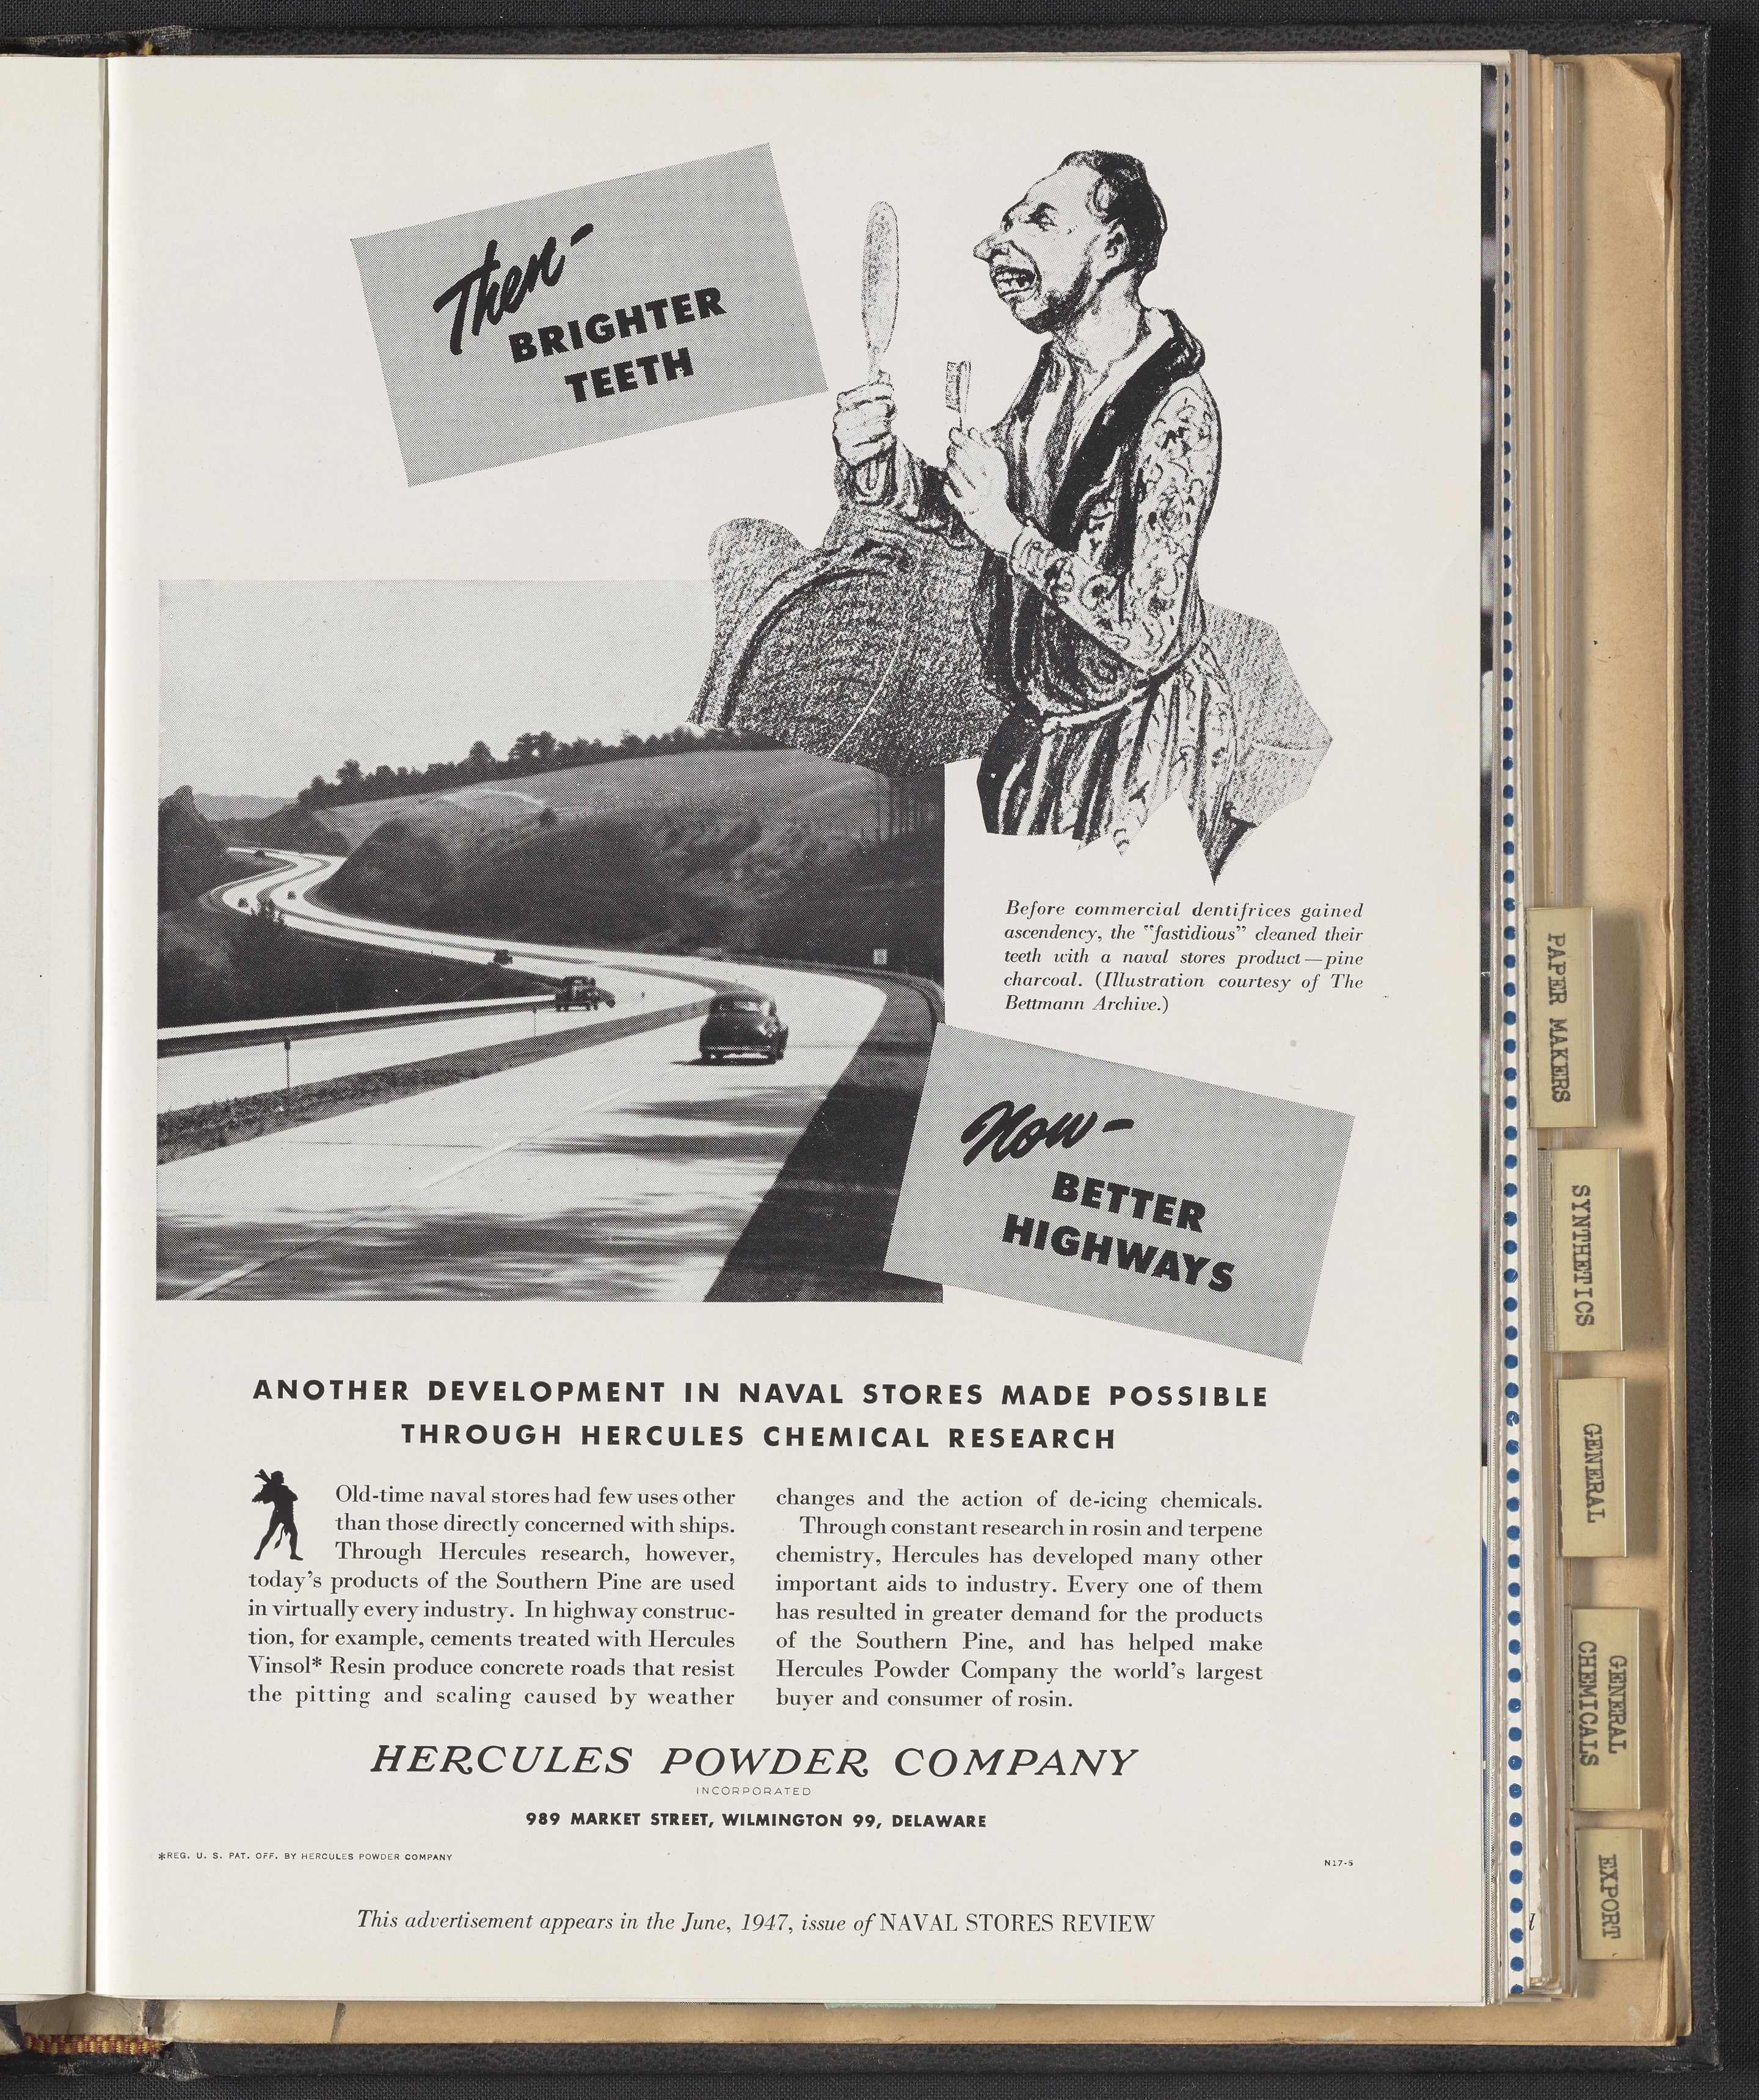 Then-
BRIGHTER
TEETH
Before commercial dentifrices gained
ascendency, the "fastidious" cleaned their
teeth with a naval stores product—pine
charcoal. (Illustration courtesy of The
Bettmann Archive.)
Now-
BETTER
HIGHWAYS
ANOTHER DEVELOPMENT IN NAVAL STORES MADE POSSIBLE
THROUGH HERCULES CHEMICAL RESEARCH
Old-time naval stores had few uses other
than those directly concerned with ships.
Through Hercules research, however,
today's products of the Southern Pine are used
in virtually every industry. In highway construc-
tion, for example, cements treated with Hercules
Vinsol* Resin produce concrete roads that resist
the pitting and scaling caused by weather
changes and the action of de-icing chemicals.
Through constant research in rosin and terpene
chemistry, Hercules has developed many other
important aids to industry. Every one of them
has resulted in greater demand for the products
of the Southern Pine, and has helped make
Hercules Powder Company the world's largest
buyer and consumer of rosin.
HERCULES POWDER COMPANY
INCORPORATED
989 MARKET STREET, WILMINGTON 99, DELAWARE
*REG. U. S. PAT. OFF. BY HERCULES POWDER COMPANY
N17-5
This advertisement appears in the June, 1947, issue of NAVAL STORES REVIEW
PAPER MAKERS
SYNTHETICS
GENERAL
GENERAL
CHEMICALS
EXPORT